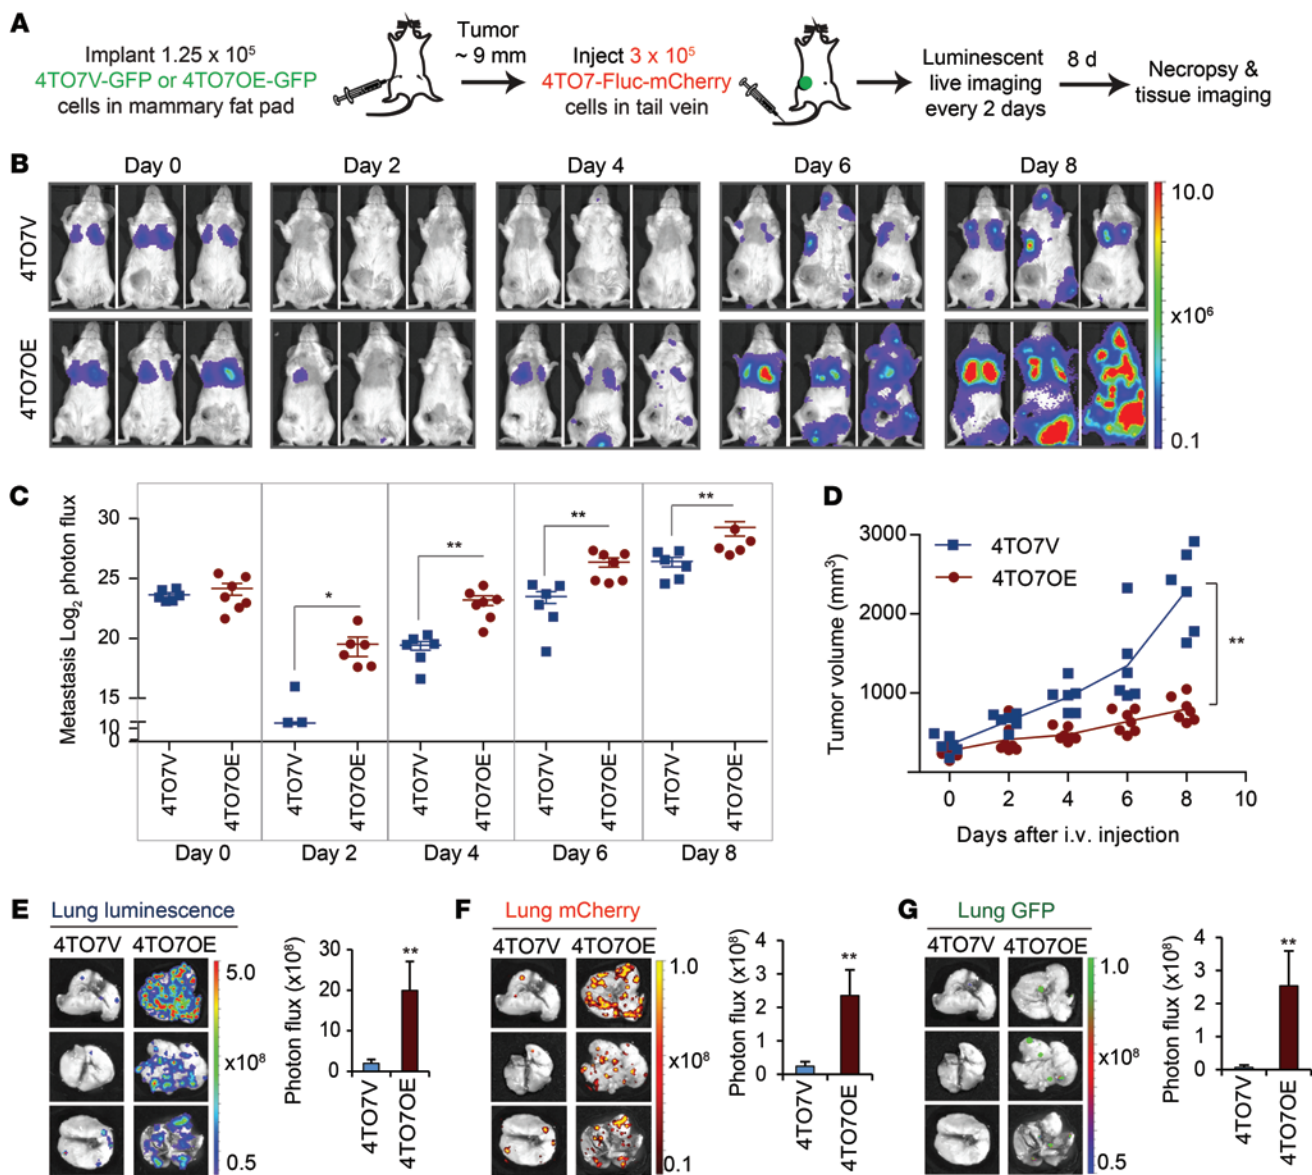 A
Implant 1.25 x 10⁵
4TO7V-GFP or 4TO7OE-GFP
cells in mammary fat pad
Tumor
~ 9 mm
Inject 3 x 10⁵
4TO7-Fluc-mCherry
cells in tail vein
Luminescent
live imaging
every 2 days
8 d
Necropsy &
tissue imaging
B
Day 0
Day 2
Day 4
Day 6
Day 8
4TO7V
4TO7OE
10.0
x10⁶
0.1
C
Metastasis Log₂ photon flux
30
25
20
15
10
0
*
**
**
**
4TO7V
4TO7OE
4TO7V
4TO7OE
4TO7V
4TO7OE
4TO7V
4TO7OE
4TO7V
4TO7OE
Day 0
Day 2
Day 4
Day 6
Day 8
D
Tumor volume (mm³)
3000
2000
1000
4TO7V
4TO7OE
**
0
2
4
6
8
10
Days after i.v. injection
E
Lung luminescence
4TO7V
4TO7OE
5.0
x10⁸
0.5
Photon flux (x10⁸)
30
20
10
0
**
4TO7V
4TO7OE
F
Lung mCherry
4TO7V
4TO7OE
1.0
x10⁸
0.1
Photon flux (x10⁸)
4
3
2
1
0
**
4TO7V
4TO7OE
G
Lung GFP
4TO7V
4TO7OE
1.0
x10⁸
0.5
Photon flux (x10⁸)
4
3
2
1
0
**
4TO7V
4TO7OE